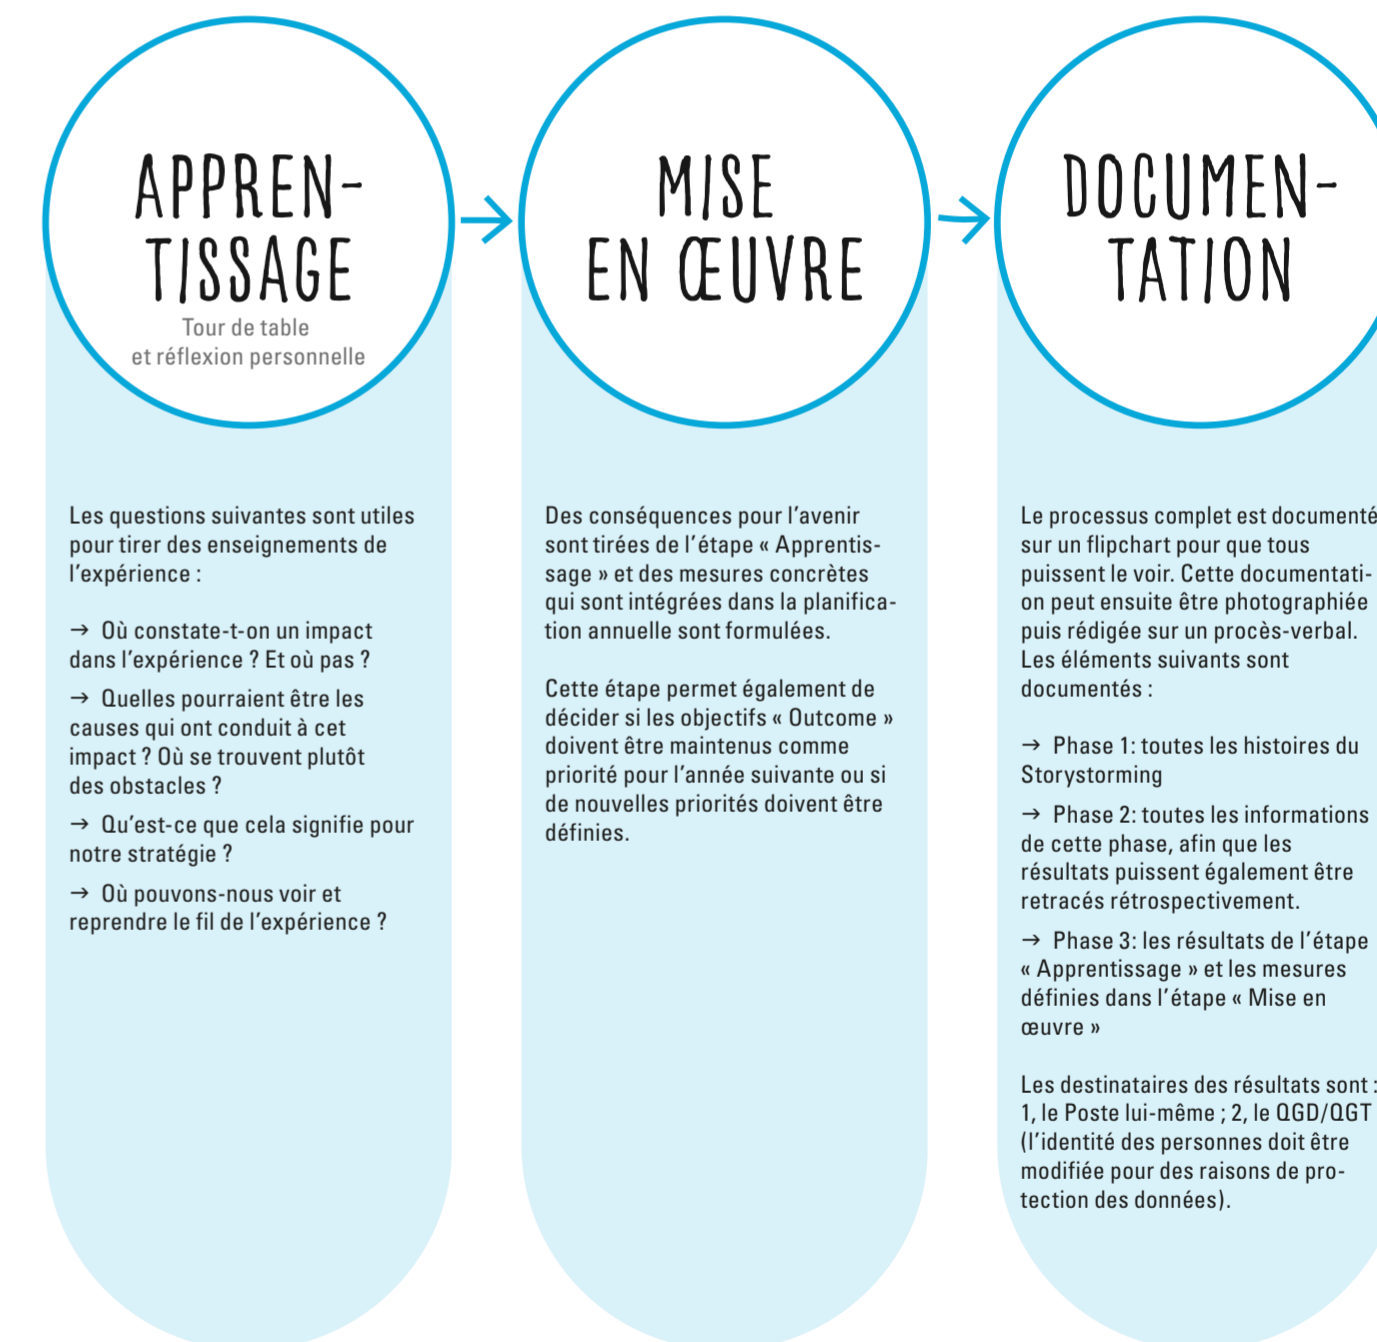 APPREN-
TISSAGE
Tour de table
et réflexion personnelle
Les questions suivantes sont utiles
pour tirer des enseignements de
l’expérience :
→ Où constate-t-on un impact
dans l’expérience ? Et où pas ?
→ Quelles pourraient être les
causes qui ont conduit à cet
impact ? Où se trouvent plutôt
des obstacles ?
→ Qu’est-ce que cela signifie pour
notre stratégie ?
→ Où pouvons-nous voir et
reprendre le fil de l’expérience ?
MISE
EN ŒUVRE
Des conséquences pour l’avenir
sont tirées de l’étape « Apprentis-
sage » et des mesures concrètes
qui sont intégrées dans la planifica-
tion annuelle sont formulées.
Cette étape permet également de
décider si les objectifs « Outcome »
doivent être maintenus comme
priorité pour l’année suivante ou si
de nouvelles priorités doivent être
définies.
DOCUMEN-
TATION
Le processus complet est documenté
sur un flipchart pour que tous
puissent le voir. Cette documentati-
on peut ensuite être photographiée
puis rédigée sur un procès-verbal.
Les éléments suivants sont
documentés :
→ Phase 1: toutes les histoires du
Storystorming
→ Phase 2: toutes les informations
de cette phase, afin que les
résultats puissent également être
retracés rétrospectivement.
→ Phase 3: les résultats de l’étape
« Apprentissage » et les mesures
définies dans l’étape « Mise en
œuvre »
Les destinataires des résultats sont :
1, le Poste lui-même ; 2, le QGD/QGT
(l’identité des personnes doit être
modifiée pour des raisons de pro-
tection des données).